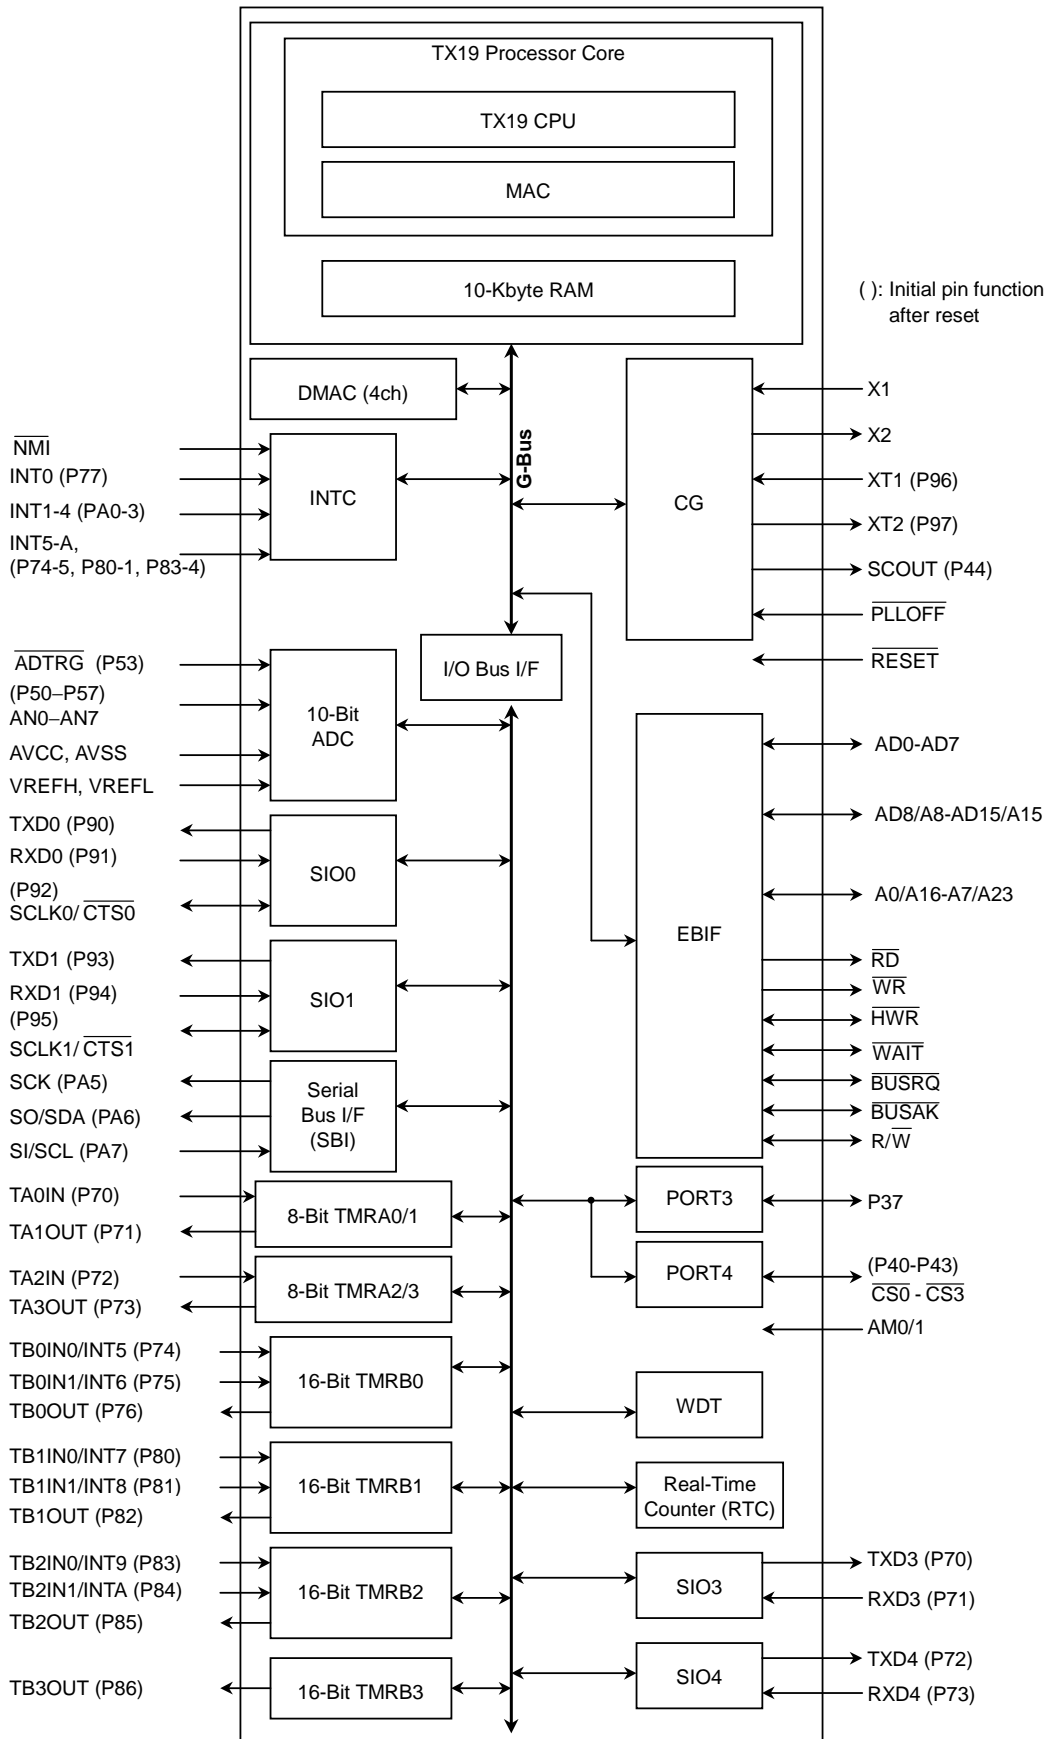 TX19 Processor Core
TX19 CPU
MAC
10-Kbyte RAM
( ): Initial pin function
after reset
DMAC (4ch)
G-Bus
CG
X1
X2
XT1 (P96)
XT2 (P97)
SCOUT (P44)
PLLOFF
RESET
NMI
INT0 (P77)
INT1-4 (PA0-3)
INT5-A,
(P74-5, P80-1, P83-4)
INTC
I/O Bus I/F
ADTRG (P53)
(P50–P57)
AN0–AN7
AVCC, AVSS
VREFH, VREFL
10-Bit
ADC
TXD0 (P90)
RXD0 (P91)
(P92)
SCLK0/ CTS0
SIO0
TXD1 (P93)
RXD1 (P94)
(P95)
SCLK1/ CTS1
SIO1
SCK (PA5)
SO/SDA (PA6)
SI/SCL (PA7)
Serial
Bus I/F
(SBI)
EBIF
AD0-AD7
AD8/A8-AD15/A15
A0/A16-A7/A23
RD
WR
HWR
WAIT
BUSRQ
BUSAK
R/W
TA0IN (P70)
TA1OUT (P71)
8-Bit TMRA0/1
PORT3
P37
TA2IN (P72)
TA3OUT (P73)
8-Bit TMRA2/3
PORT4
(P40-P43)
CS0 - CS3
AM0/1
TB0IN0/INT5 (P74)
TB0IN1/INT6 (P75)
TB0OUT (P76)
16-Bit TMRB0
WDT
TB1IN0/INT7 (P80)
TB1IN1/INT8 (P81)
TB1OUT (P82)
16-Bit TMRB1
Real-Time
Counter (RTC)
TB2IN0/INT9 (P83)
TB2IN1/INTA (P84)
TB2OUT (P85)
16-Bit TMRB2
SIO3
TXD3 (P70)
RXD3 (P71)
TB3OUT (P86)
16-Bit TMRB3
SIO4
TXD4 (P72)
RXD4 (P73)